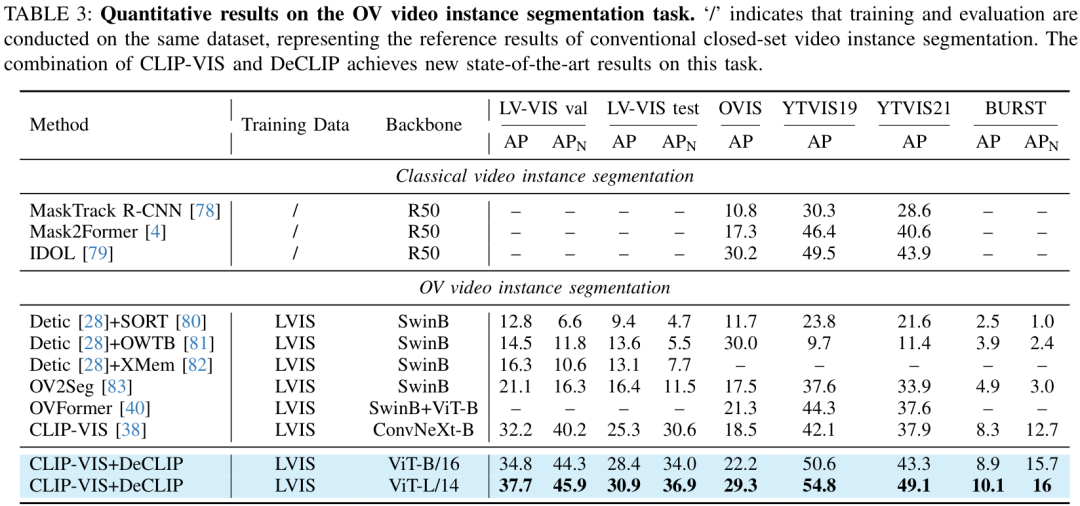 TABLE 3: Quantitative results on the OV video instance segmentation task. ‘/’ indicates that training and evaluation are
conducted on the same dataset, representing the reference results of conventional closed-set video instance segmentation. The
combination of CLIP-VIS and DeCLIP achieves new state-of-the-art results on this task.
Method Training Data Backbone LV-VIS val LV-VIS test OVIS YTVIS19 YTVIS21 BURST
AP APN AP APN AP AP AP AP APN
Classical video instance segmentation
MaskTrack R-CNN [78] / R50 – – – – 10.8 30.3 28.6 – –
Mask2Former [4] / R50 – – – – 17.3 46.4 40.6 – –
IDOL [79] / R50 – – – – 30.2 49.5 43.9 – –
OV video instance segmentation
Detic [28]+SORT [80] LVIS SwinB 12.8 6.6 9.4 4.7 11.7 23.8 21.6 2.5 1.0
Detic [28]+OWTB [81] LVIS SwinB 14.5 11.8 13.6 5.5 30.0 9.7 11.4 3.9 2.4
Detic [28]+XMem [82] LVIS SwinB 16.3 10.6 13.1 7.7 – – – – –
OV2Seg [83] LVIS SwinB 21.1 16.3 16.4 11.5 17.5 37.6 33.9 4.9 3.0
OVFormer [40] LVIS SwinB+ViT-B – – – – 21.3 44.3 37.6 – –
CLIP-VIS [38] LVIS ConvNeXt-B 32.2 40.2 25.3 30.6 18.5 42.1 37.9 8.3 12.7
CLIP-VIS+DeCLIP LVIS ViT-B/16 34.8 44.3 28.4 34.0 22.2 50.6 43.3 8.9 15.7
CLIP-VIS+DeCLIP LVIS ViT-L/14 37.7 45.9 30.9 36.9 29.3 54.8 49.1 10.1 16